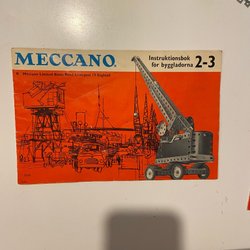 MECCANO.
Instruktionsbok
för byggladorna
2-3
Meccano Limited Binns Road Liverpool 13 England